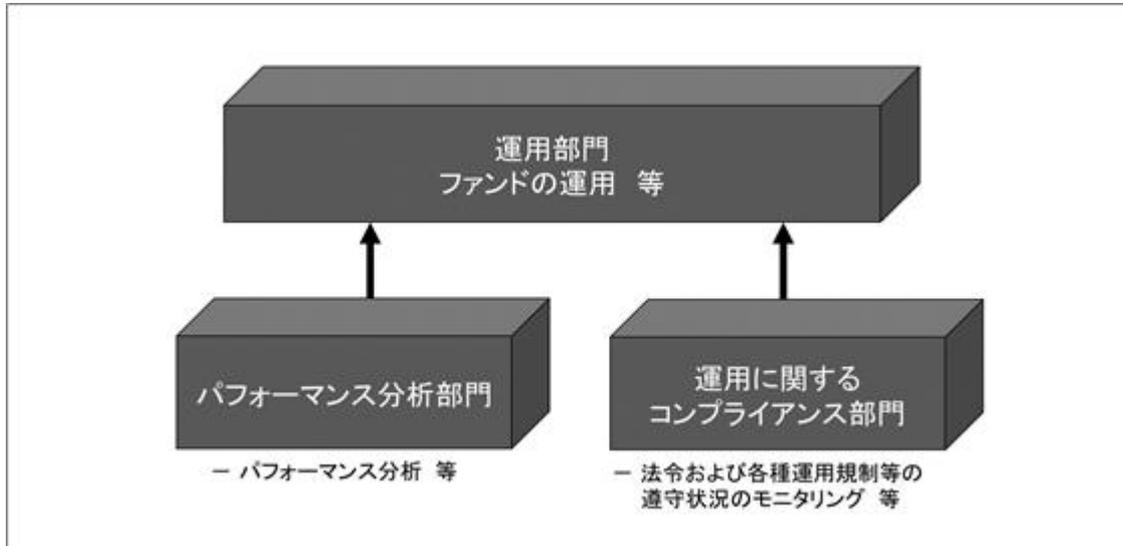 運用部門
ファンドの運用　等
パフォーマンス分析部門
－ パフォーマンス分析　等
運用に関する
コンプライアンス部門
－ 法令および各種運用規制等の
遵守状況のモニタリング　等